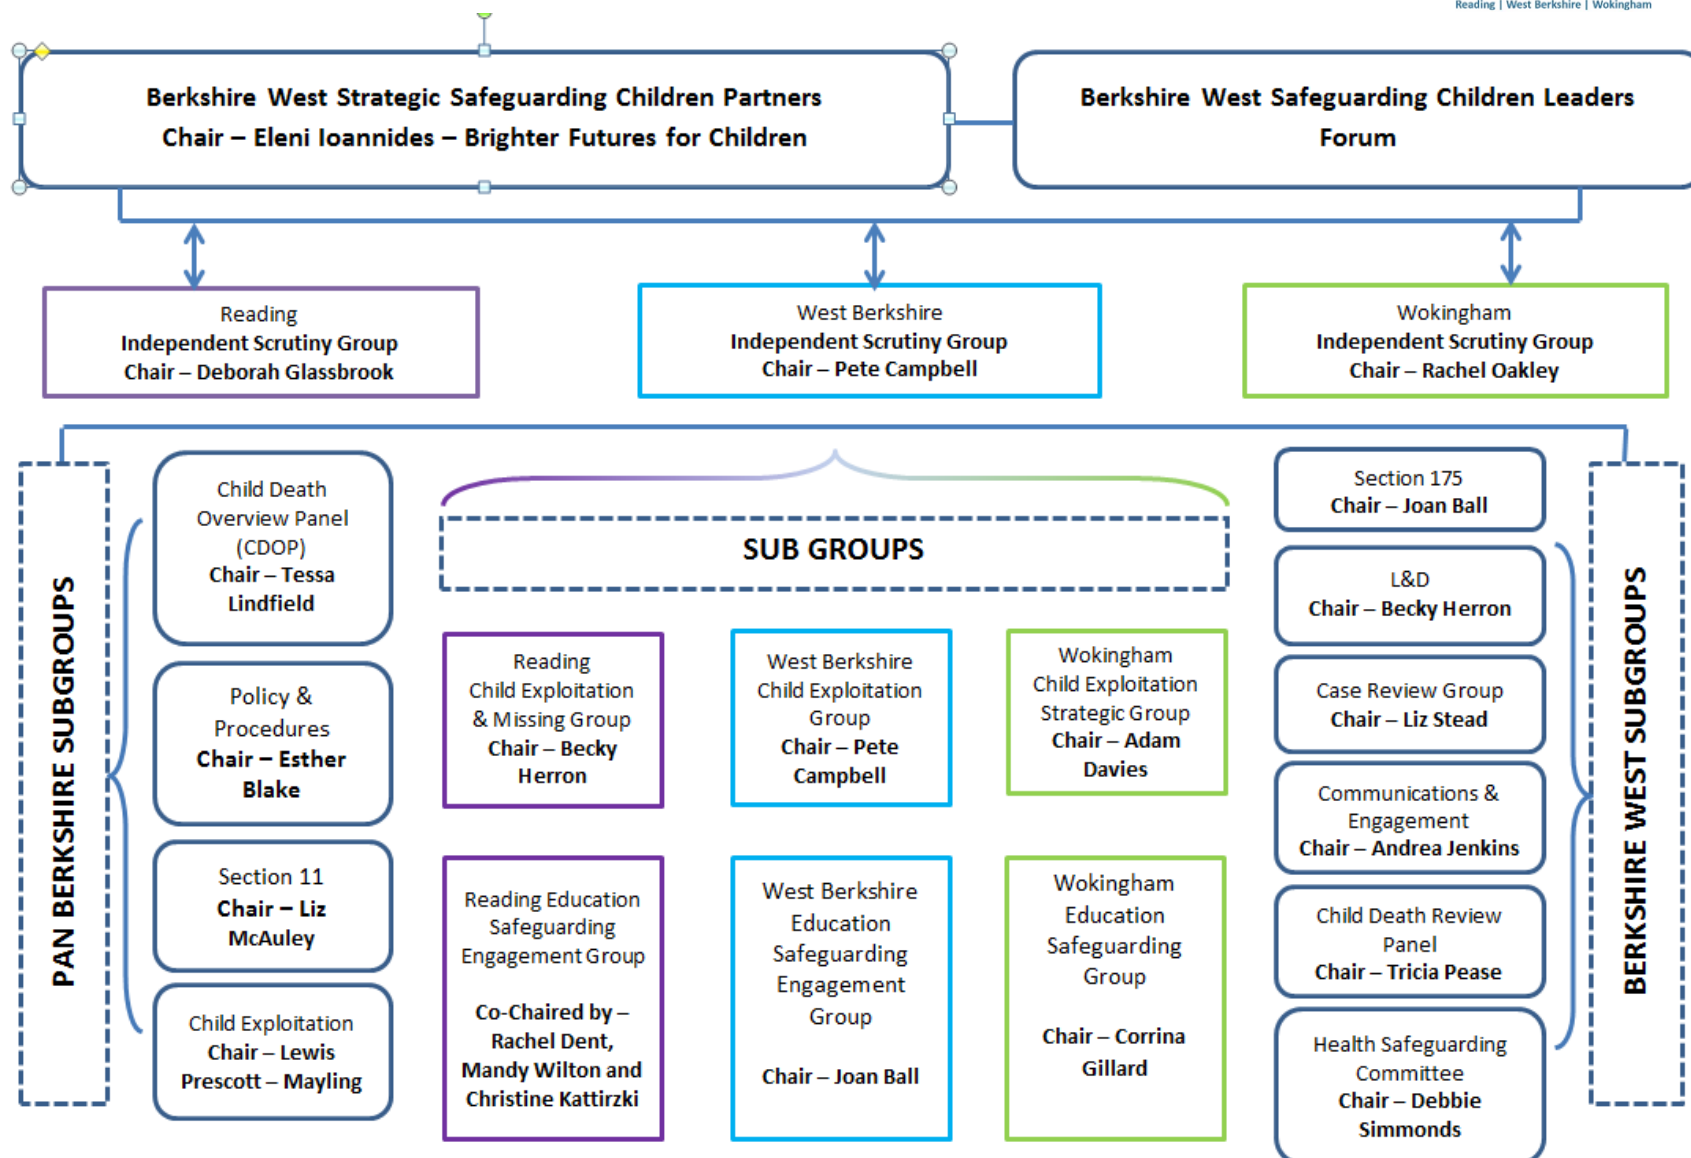 Reading | West Berkshire | Wokingham
Berkshire West Strategic Safeguarding Children Partners
Chair – Eleni Ioannides – Brighter Futures for Children
Berkshire West Safeguarding Children Leaders
Forum
Reading
Independent Scrutiny Group
Chair – Deborah Glassbrook
West Berkshire
Independent Scrutiny Group
Chair – Pete Campbell
Wokingham
Independent Scrutiny Group
Chair – Rachel Oakley
PAN BERKSHIRE SUBGROUPS
Child Death
Overview Panel
(CDOP)
Chair – Tessa
Lindfield
Policy &
Procedures
Chair – Esther
Blake
Section 11
Chair – Liz
McAuley
Child Exploitation
Chair – Lewis
Prescott – Mayling
SUB GROUPS
Reading
Child Exploitation
& Missing Group
Chair – Becky
Herron
West Berkshire
Child Exploitation
Group
Chair – Pete
Campbell
Wokingham
Child Exploitation
Strategic Group
Chair – Adam
Davies
Reading Education
Safeguarding
Engagement Group
Co-Chaired by –
Rachel Dent,
Mandy Wilton and
Christine Kattirzki
West Berkshire
Education
Safeguarding
Engagement
Group
Chair – Joan Ball
Wokingham
Education
Safeguarding
Group
Chair – Corrina
Gillard
Section 175
Chair – Joan Ball
L&D
Chair – Becky Herron
Case Review Group
Chair – Liz Stead
Communications &
Engagement
Chair – Andrea Jenkins
Child Death Review
Panel
Chair – Tricia Pease
Health Safeguarding
Committee
Chair – Debbie
Simmonds
BERKSHIRE WEST SUBGROUPS